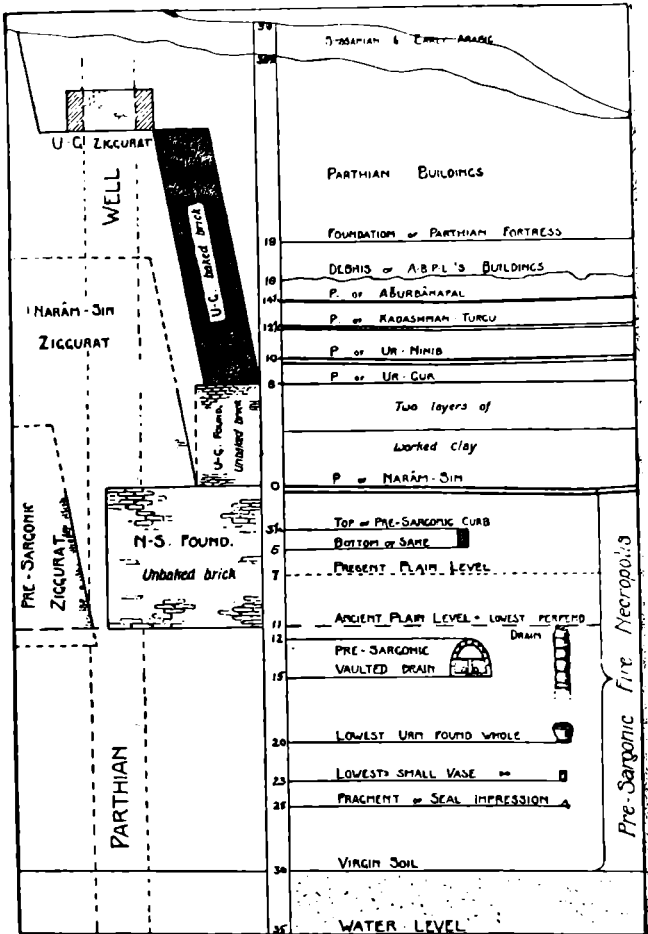 SASANIAN & EARLY ARABIC
U-G. ZIGGURAT
WELL
U-G. baked brick
NARÂM-SIN
ZIGGURAT
U-G. FOUND.
Unbaked brick
PRE-SARGONIC
ZIGGURAT
N-S. FOUND.
Unbaked brick
PARTHIAN
PARTHIAN BUILDINGS
19
FOUNDATION OF PARTHIAN FORTRESS
16
DEBRIS OF A·B·P·L'S BUILDINGS
P. OF AŠURBÂNAPAL
P. OF KADASHMAN-TURGU
10
P OF UR-NINIB
8
P OF UR-GUR
Two layers of
worked clay
0
P OF NARÂM-SIN
TOP OF PRE-SARGONIC CURB
5
BOTTOM OF SAME
7
PRESENT PLAIN LEVEL
11
ANCIENT PLAIN LEVEL = LOWEST PERPEND
DRAIN
12
PRE-SARGONIC
VAULTED DRAIN
15
20
LOWEST URN FOUND WHOLE
23
LOWEST SMALL VASE
25
FRAGMENT OF SEAL IMPRESSION
30
VIRGIN SOIL
35
WATER LEVEL
Pre-Sargonic Fire Necropolis